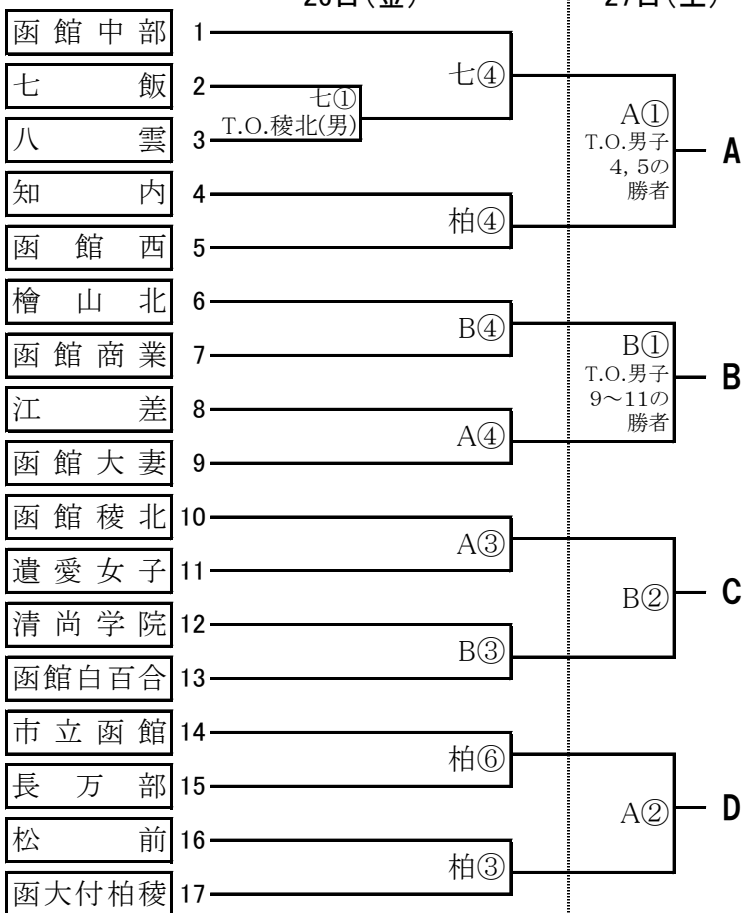 26日(金) 27日(土)
函館中部 1
七飯 2
八雲 3
知内 4
函館西 5
檜山北 6
函館商業 7
江差 8
函館大妻 9
函館稜北 10
遺愛女子 11
清尚学院 12
函館白百合 13
市立函館 14
長万部 15
松前 16
函大付柏稜 17
七①
T.O.稜北(男)
七④
柏④
B④
A④
A③
B③
柏⑥
柏③
A①
T.O.男子
4, 5の
勝者
A
B①
T.O.男子
9～11の
勝者
B
B②
C
A②
D